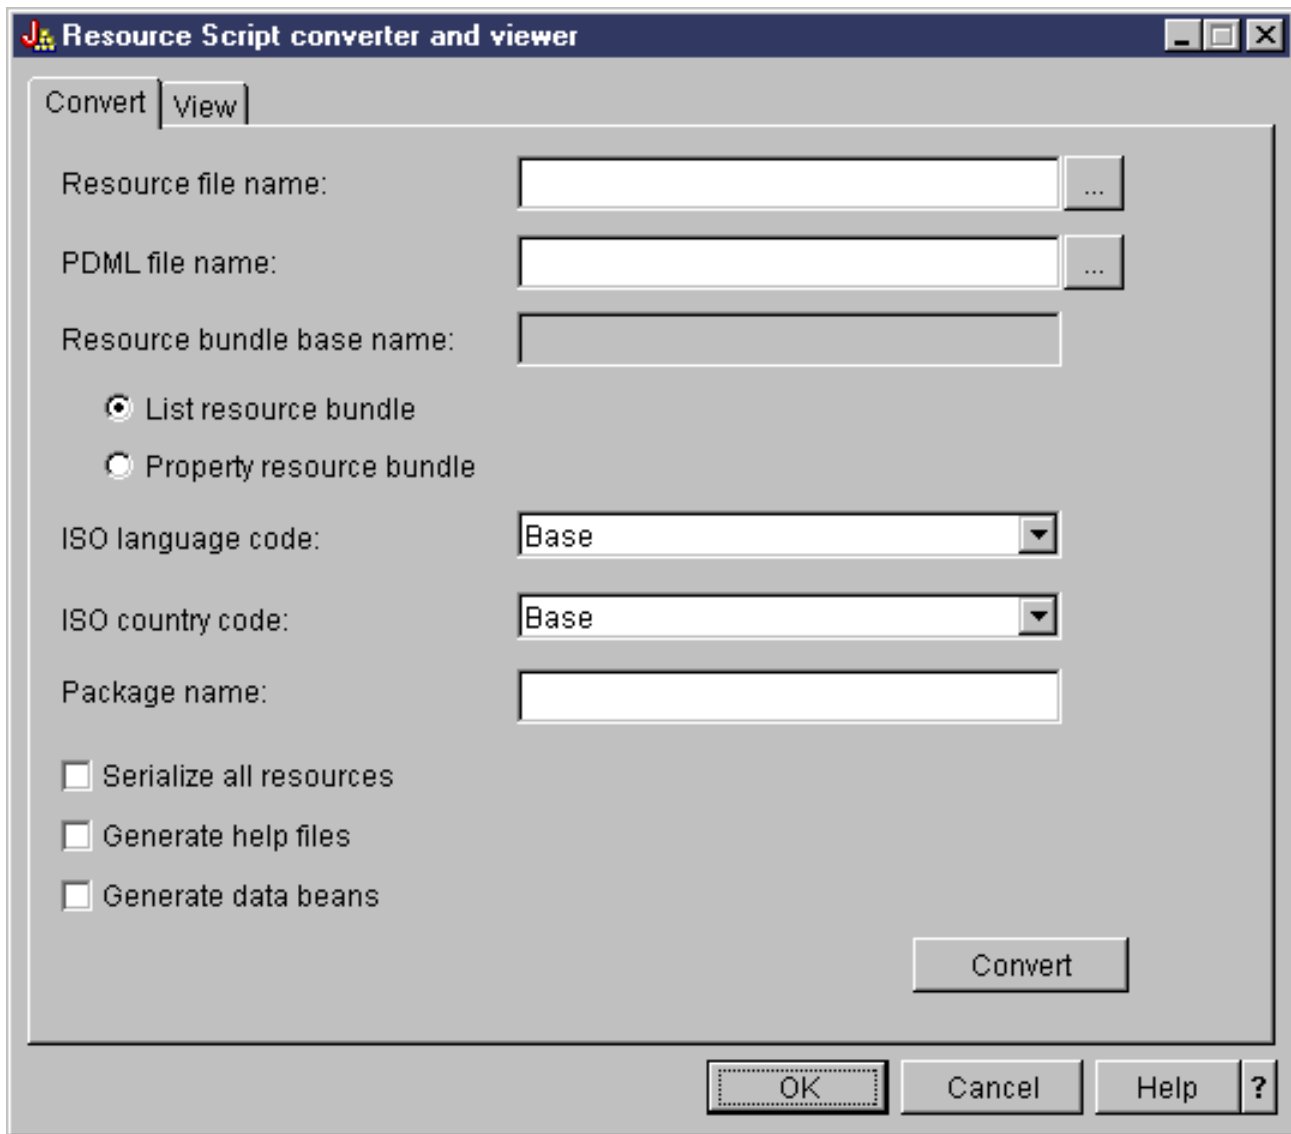 Resource Script converter and viewer
Convert View
Resource file name: ...
PDML file name: ...
Resource bundle base name:
List resource bundle
Property resource bundle
ISO language code: Base
ISO country code: Base
Package name:
Serialize all resources
Generate help files
Generate data beans
Convert
OK Cancel Help ?